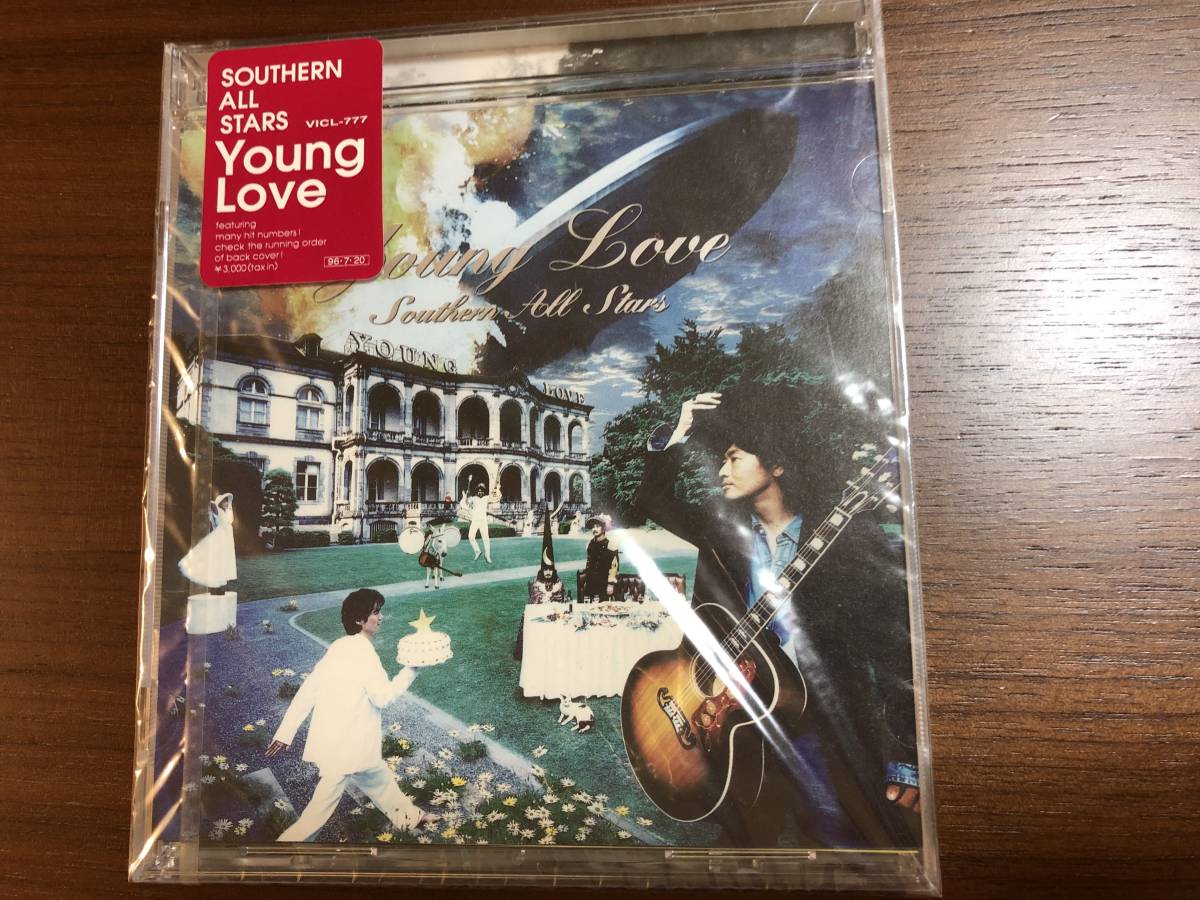 SOUTHERN
ALL
STARS VICL-777
Young
Love
featuring
many hit numbers!
check the running order
of back cover!
¥3,000(tax in) 96・7・20
Young Love
Southern All Stars
YOUNG LOVE